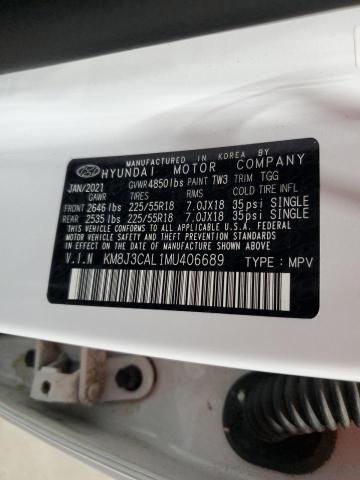 MANUFACTURED IN KOREA BY
HYUNDAI MOTOR COMPANY
JAN/2021 GVWR 4850lbs PAINT TW3 TRIM TGG
GAWR TIRES RIMS COLD TIRE INFL
FRONT 2646 lbs 225/55R18 7.0JX18 35psi SINGLE
REAR 2535 lbs 225/55R18 7.0JX18 35psi SINGLE
THIS VEHICLE CONFORMS TO ALL APPLICABLE U.S.A FEDERAL
MOTOR VEHICLE SAFETY, BUMPER, AND THEFT
PREVENTION STANDARDS IN EFFECT ON THE DATE OF
MANUFACTURE SHOWN ABOVE.
V.I.N KM8J3CAL1MU406689 TYPE: MPV